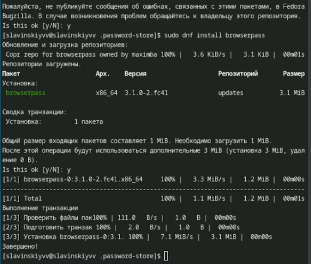 Пожалуйста, не публикуйте сообщения об ошибках, связанных с этими пакетами, в Fedora
Bugzilla. В случае возникновения проблем обращайтесь к владельцу этого репозитория.
Is this ok [y/N]: y
[slavinskiyvv@slavinskiyvv .password-store]$ sudo dnf install browserpass
Обновление и загрузка репозиториев:
Copr repo for browserpass owned by maximba 100% | 3.6 KiB/s | 3.1 KiB | 00m01s
Репозитории загружены.
Пакет Арх. Версия Репозиторий Размер
Установка:
browserpass x86_64 3.1.0-2.fc41 updates 3.1 MiB
Сводка транзакции:
Установка: 1 пакета
Общий размер входящих пакетов составляет 1 MiB. Необходимо загрузить 1 MiB.
После этой операции будут использоваться дополнительные 3 MiB (установка 3 MiB, удал
ение 0 B).
Is this ok [y/N]: y
[1/1] browserpass-0:3.1.0-2.fc41.x86_64 100% | 3.3 MiB/s | 1.2 MiB | 00m00s
[1/1] Total 100% | 1.1 MiB/s | 1.2 MiB | 00m01s
Выполнение транзакции
[1/3] Проверить файлы пак100% | 111.0 B/s | 1.0 B | 00m00s
[2/3] Подготовить транзак 100% | 2.0 B/s | 1.0 B | 00m00s
[3/3] Установка browserpass-0:3.1. 100% | 7.1 MiB/s | 3.1 MiB | 00m00s
Завершено!
[slavinskiyvv@slavinskiyvv .password-store]$